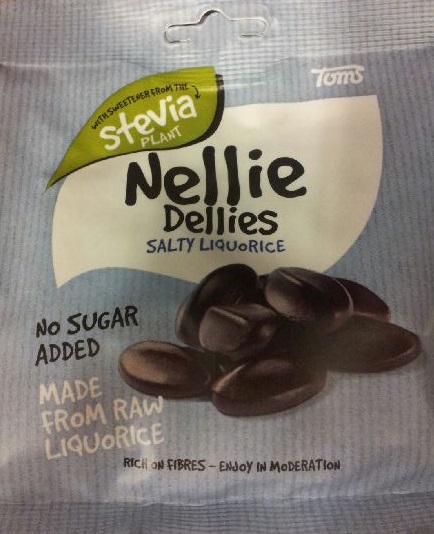 Toms
WITH SWEETENER FROM THE
stevia
PLANT
Nellie
Dellies
SALTY LIQUORICE
NO SUGAR
ADDED
MADE
FROM RAW
LIQUORICE
RICH ON FIBRES – ENJOY IN MODERATION